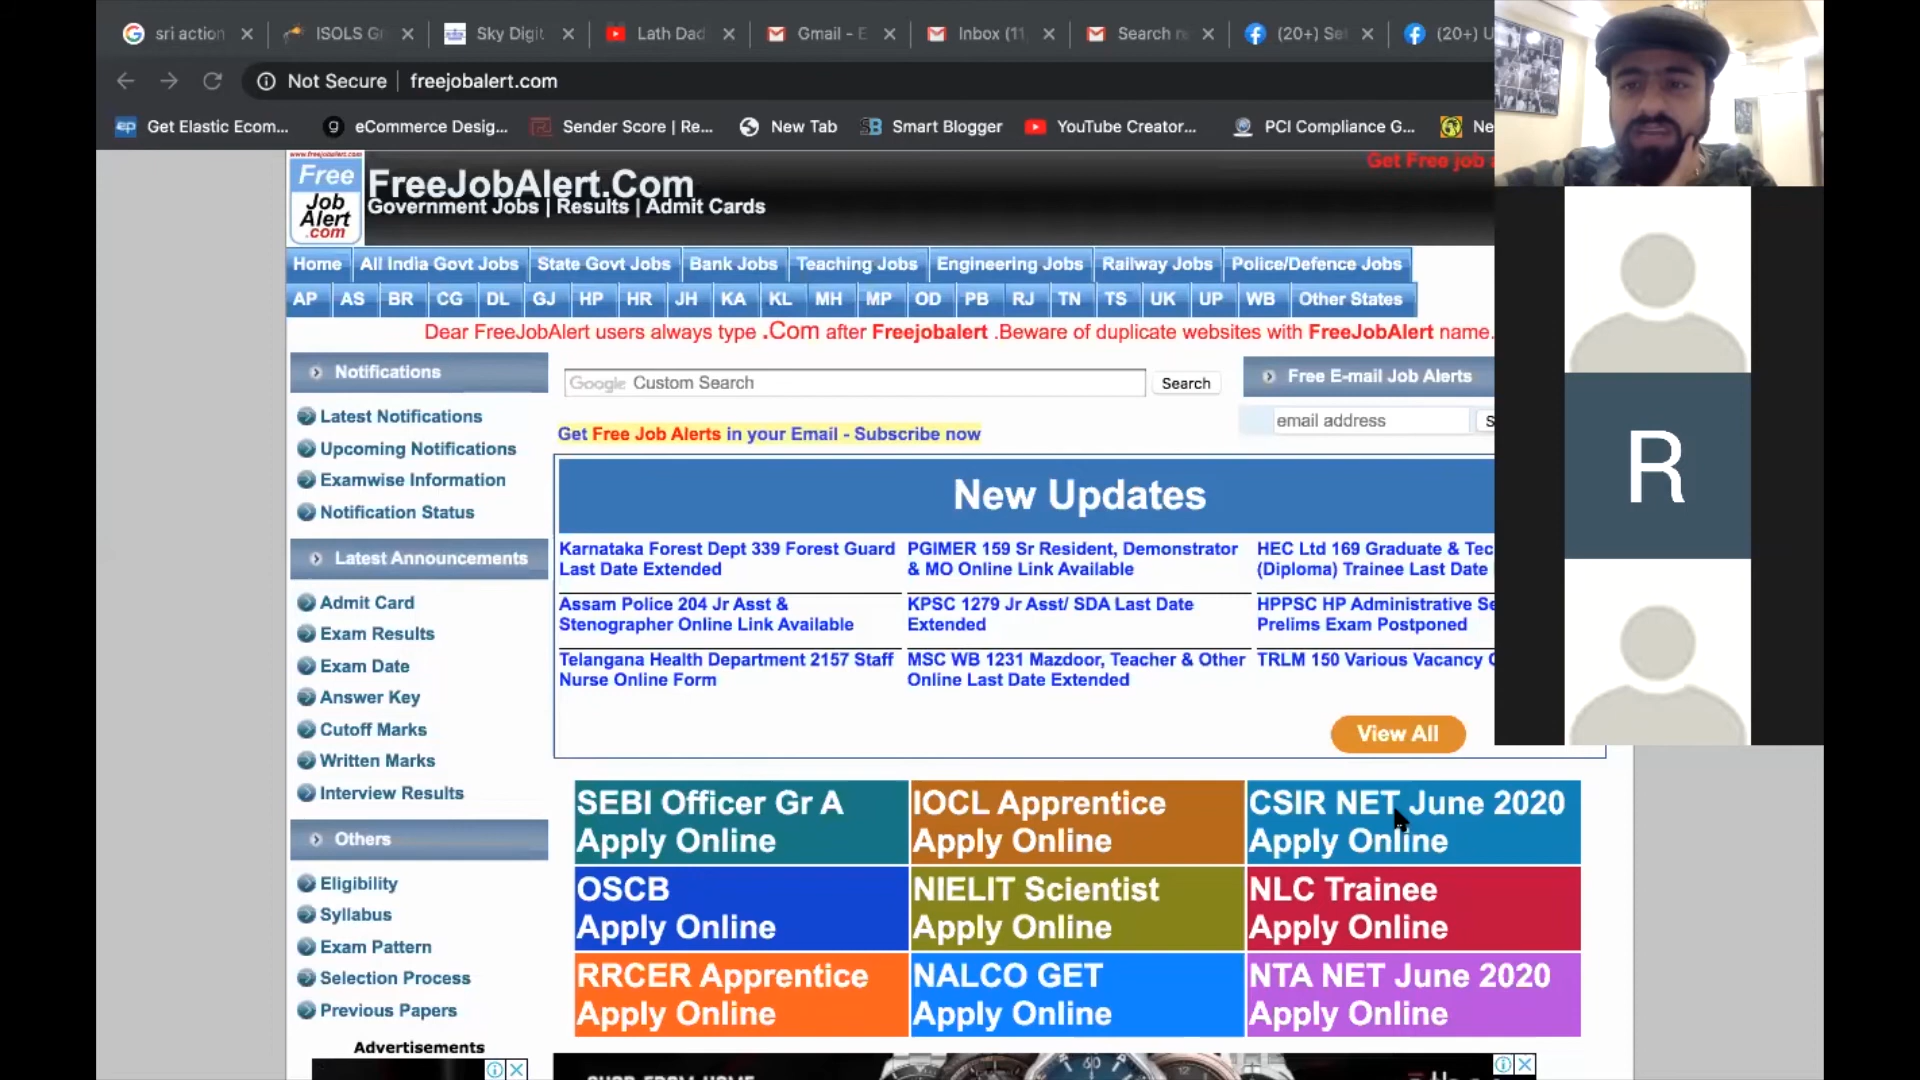 sri action
ISOLS G
Sky Digit
Lath Dad
Gmail - E
Inbox (11
Search r
(20+) Se
(20+) U
Not Secure
freejobalert.com
Get Elastic Ecom...
eCommerce Desig...
Sender Score | Re...
New Tab
Smart Blogger
YouTube Creator...
PCI Compliance G...
Ne
www.freejobalert.com
Free
Job
Alert
.com
FreeJobAlert.Com
Government Jobs | Results | Admit Cards
Get Free job
Home
All India Govt Jobs
State Govt Jobs
Bank Jobs
Teaching Jobs
Engineering Jobs
Railway Jobs
Police/Defence Jobs
AP
AS
BR
CG
DL
GJ
HP
HR
JH
KA
KL
MH
MP
OD
PB
RJ
TN
TS
UK
UP
WB
Other States
Dear FreeJobAlert users always type .Com after Freejobalert .Beware of duplicate websites with FreeJobAlert name.
Notifications
Latest Notifications
Upcoming Notifications
Examwise Information
Notification Status
Latest Announcements
Admit Card
Exam Results
Exam Date
Answer Key
Cutoff Marks
Written Marks
Interview Results
Others
Eligibility
Syllabus
Exam Pattern
Selection Process
Previous Papers
Advertisements
Google Custom Search
Search
Free E-mail Job Alerts
email address
S
Get Free Job Alerts in your Email - Subscribe now
New Updates
Karnataka Forest Dept 339 Forest Guard
Last Date Extended
PGIMER 159 Sr Resident, Demonstrator
& MO Online Link Available
HEC Ltd 169 Graduate & Tec
(Diploma) Trainee Last Date
Assam Police 204 Jr Asst &
Stenographer Online Link Available
KPSC 1279 Jr Asst/ SDA Last Date
Extended
HPPSC HP Administrative Se
Prelims Exam Postponed
Telangana Health Department 2157 Staff
Nurse Online Form
MSC WB 1231 Mazdoor, Teacher & Other
Online Last Date Extended
TRLM 150 Various Vacancy
View All
SEBI Officer Gr A
Apply Online
IOCL Apprentice
Apply Online
CSIR NET June 2020
Apply Online
OSCB
Apply Online
NIELIT Scientist
Apply Online
NLC Trainee
Apply Online
RRCER Apprentice
Apply Online
NALCO GET
Apply Online
NTA NET June 2020
Apply Online
SHOP FROM HOME
60
R